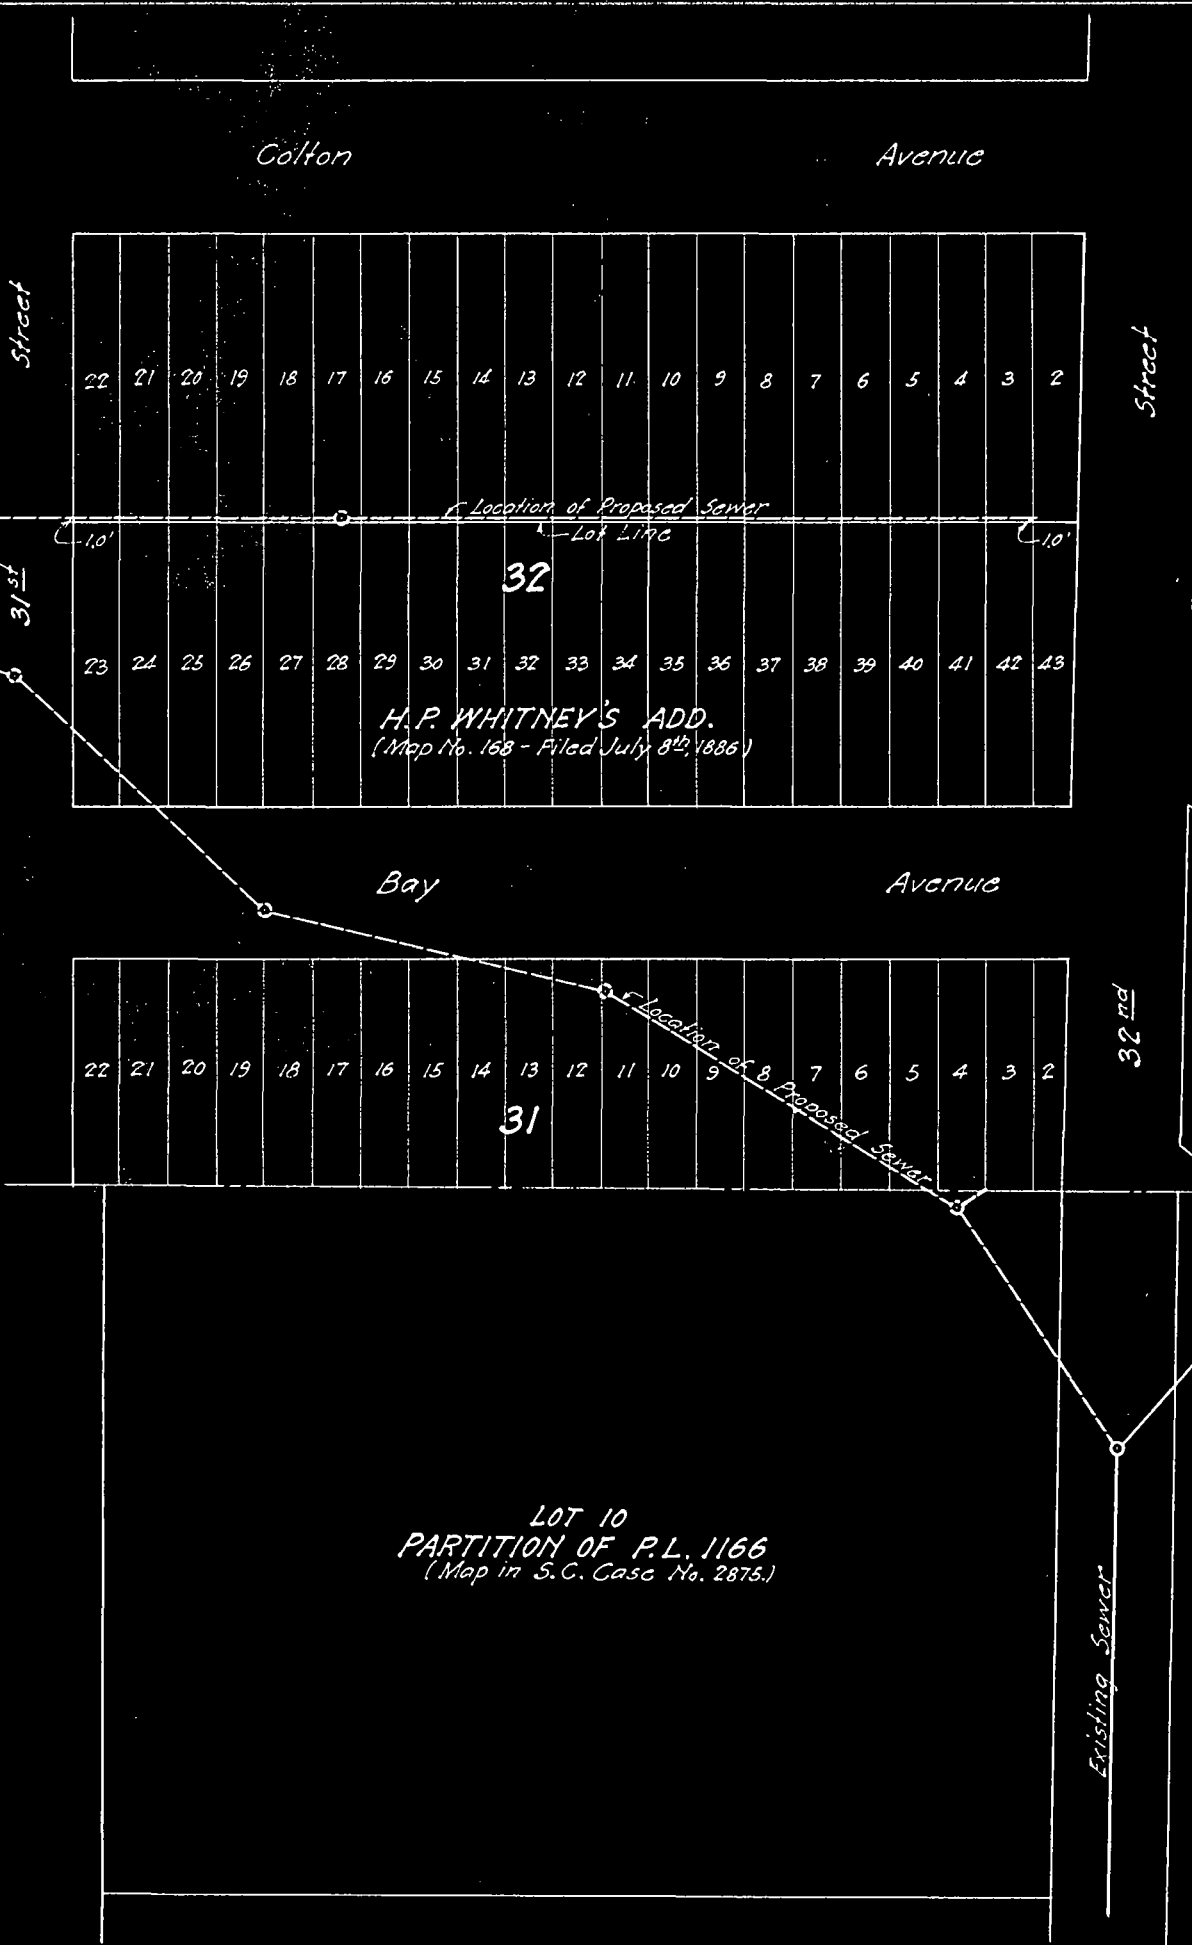 Colton Avenue
Street
Street
22 21 20 19 18 17 16 15 14 13 12 11 10 9 8 7 6 5 4 3 2
Location of Proposed Sewer
1.0' Lot Line 1.0'
32
31st
23 24 25 26 27 28 29 30 31 32 33 34 35 36 37 38 39 40 41 42 43
H.P. WHITNEY'S ADD.
(Map No. 168 - Filed July 8th, 1886)
Bay Avenue
32nd
Location of Proposed Sewer
22 21 20 19 18 17 16 15 14 13 12 11 10 9 8 7 6 5 4 3 2
31
LOT 10
PARTITION OF P.L. 1166
(Map in S.C. Case No. 2875.)
Existing Sewer